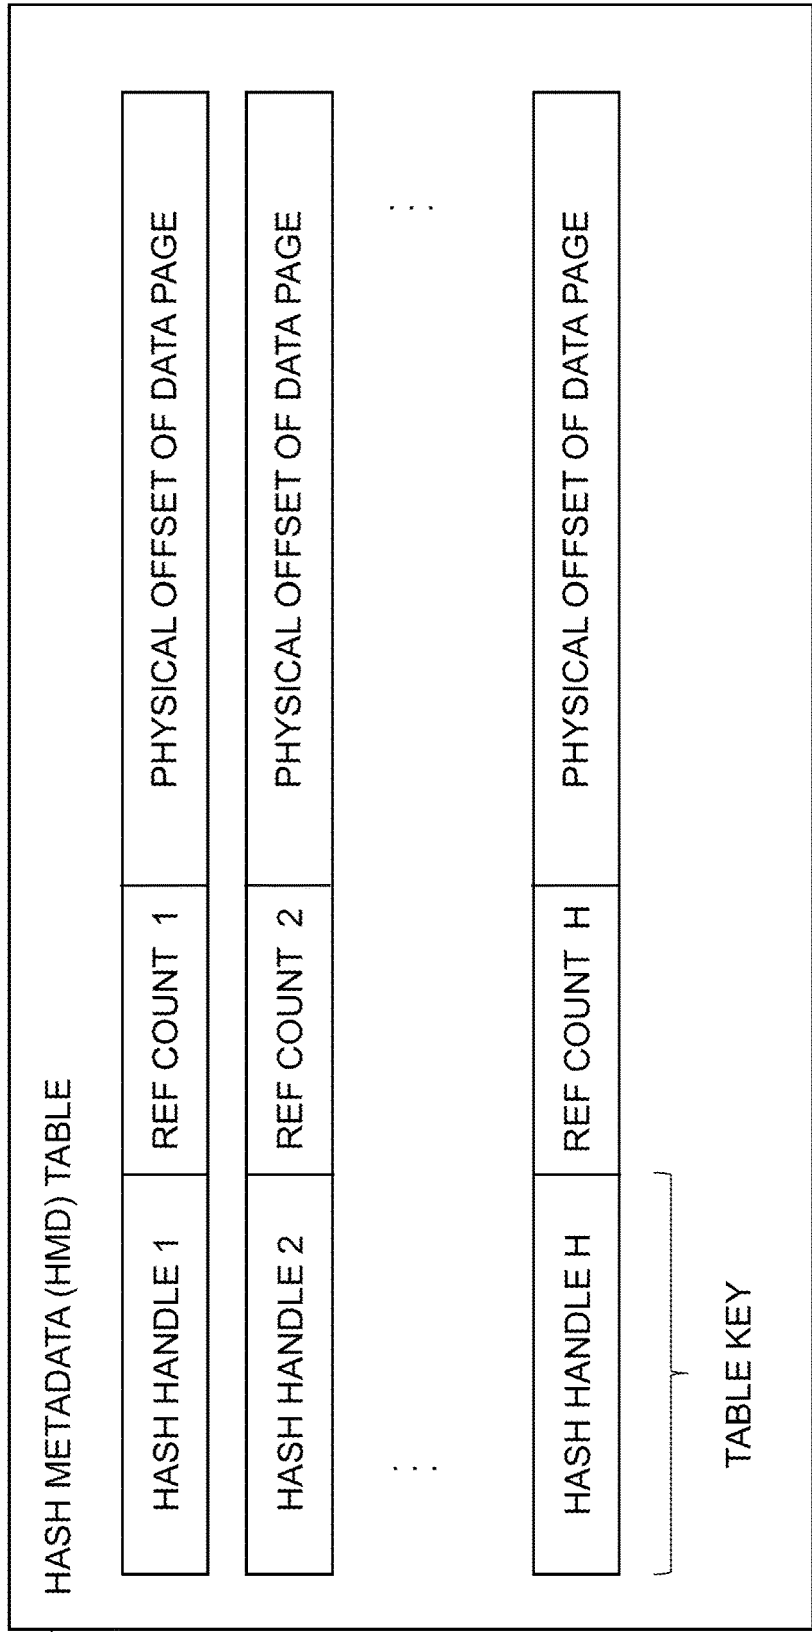 HASH METADATA (HMD) TABLE
HASH HANDLE 1 REF COUNT 1 PHYSICAL OFFSET OF DATA PAGE
HASH HANDLE 2 REF COUNT 2 PHYSICAL OFFSET OF DATA PAGE
. . . . . .
HASH HANDLE H REF COUNT H PHYSICAL OFFSET OF DATA PAGE
TABLE KEY